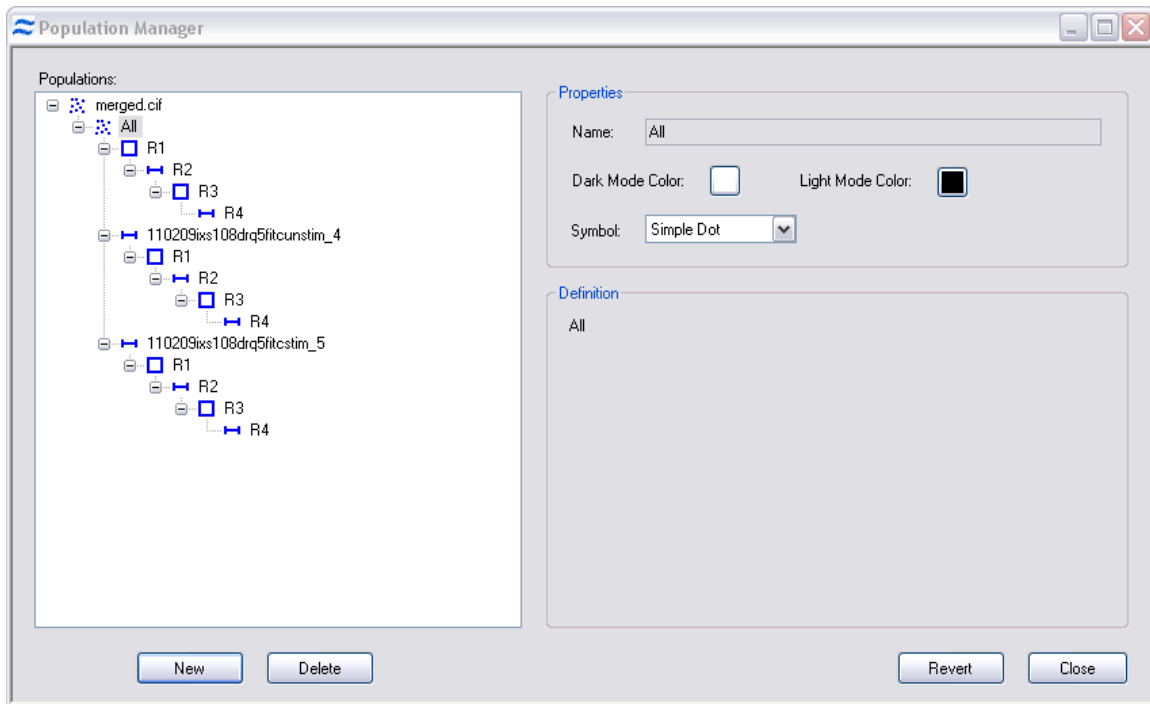 Population Manager
Populations:
merged.cif
All
R1
R2
R3
R4
110209ixs108drq5fitcunstim_4
R1
R2
R3
R4
110209ixs108drq5fitcstim_5
R1
R2
R3
R4
New
Delete
Properties
Name:
All
Dark Mode Color:
Light Mode Color:
Symbol:
Simple Dot
Definition
All
Revert
Close